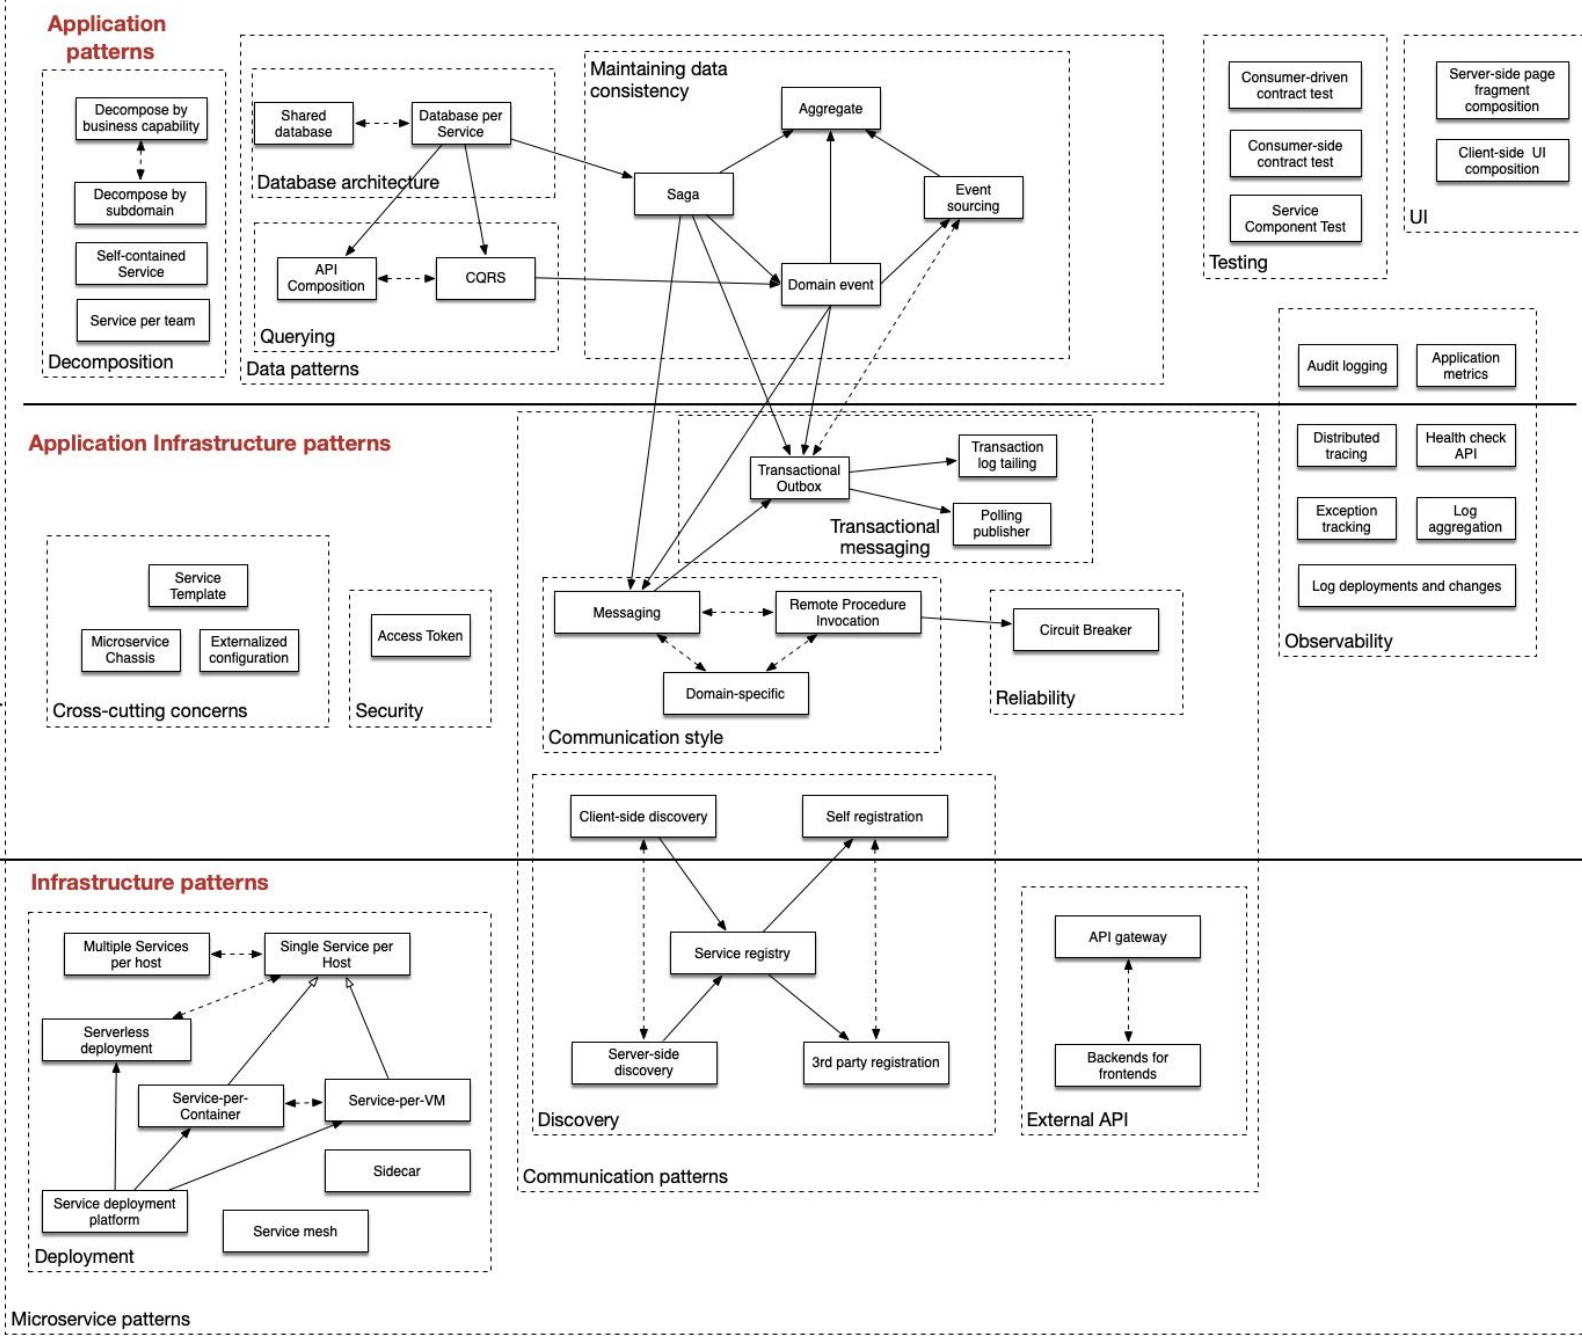 Application
patterns
Decompose by
business capability
Decompose by
subdomain
Self-contained
Service
Service per team
Decomposition
Shared
database
Database per
Service
Database architecture
API
Composition
CQRS
Querying
Data patterns
Maintaining data
consistency
Aggregate
Saga
Event
sourcing
Domain event
Consumer-driven
contract test
Consumer-side
contract test
Service
Component Test
Testing
Server-side page
fragment
composition
Client-side UI
composition
UI
Audit logging
Application
metrics
Distributed
tracing
Health check
API
Exception
tracking
Log
aggregation
Log deployments and changes
Observability
Application Infrastructure patterns
Service
Template
Microservice
Chassis
Externalized
configuration
Cross-cutting concerns
Access Token
Security
Transactional
Outbox
Transaction
log tailing
Polling
publisher
Transactional
messaging
Messaging
Remote Procedure
Invocation
Domain-specific
Communication style
Circuit Breaker
Reliability
Client-side discovery
Self registration
Service registry
Server-side
discovery
3rd party registration
Discovery
API gateway
Backends for
frontends
External API
Communication patterns
Infrastructure patterns
Multiple Services
per host
Single Service per
Host
Serverless
deployment
Service-per-
Container
Service-per-VM
Sidecar
Service deployment
platform
Service mesh
Deployment
Microservice patterns